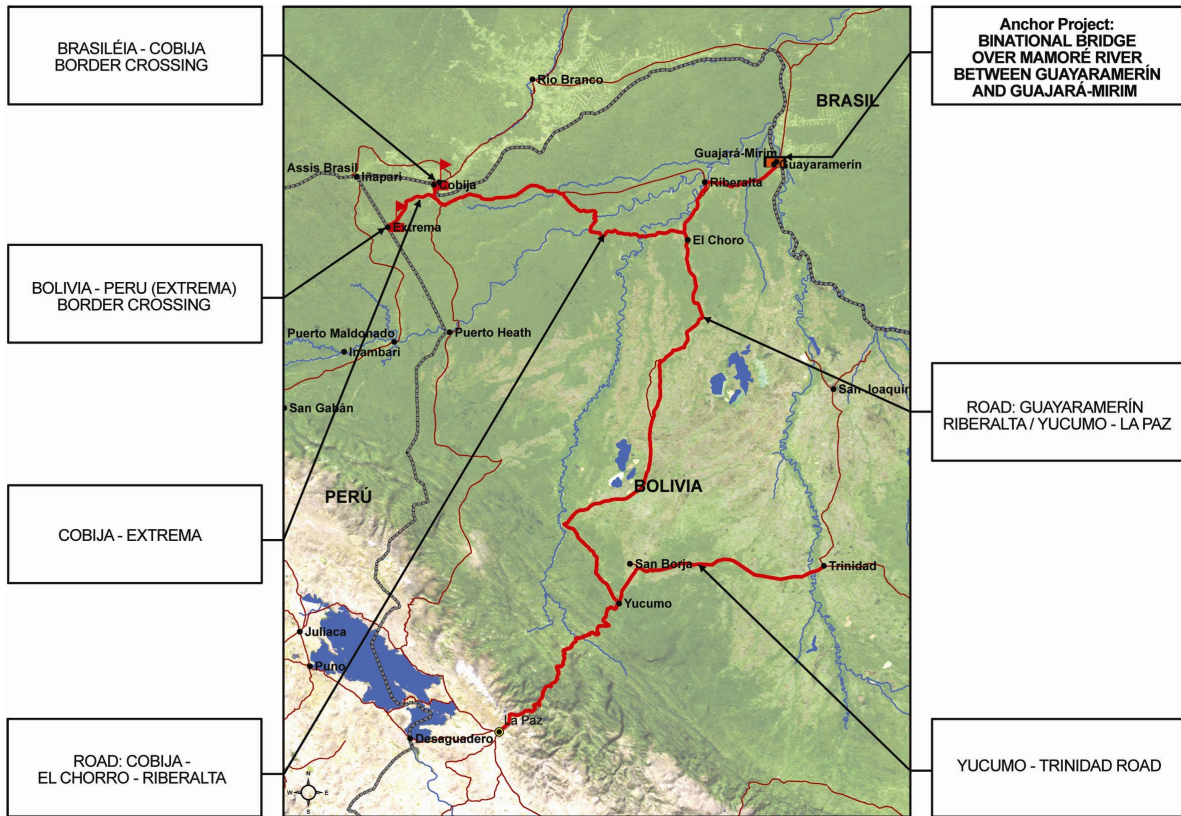 BRASILÉIA - COBIJA
BORDER CROSSING
BOLIVIA - PERU (EXTREMA)
BORDER CROSSING
COBIJA - EXTREMA
ROAD: COBIJA -
EL CHORRO - RIBERALTA
Rio Branco
BRASIL
Guajará-Mirim
Guayaramerín
Assis Brasil
Iñapari
Cobija
Riberalta
Extrema
El Choro
Puerto Maldonado
Puerto Heath
Inambari
San Joaquin
San Gabán
PERÚ
BOLIVIA
San Borja
Trinidad
Yucumo
Juliaca
Puno
La Paz
Desaguadero
N
W
E
S
Anchor Project:
BINATIONAL BRIDGE
OVER MAMORÉ RIVER
BETWEEN GUAYARAMERÍN
AND GUAJARÁ-MIRIM
ROAD: GUAYARAMERÍN
RIBERALTA / YUCUMO - LA PAZ
YUCUMO - TRINIDAD ROAD